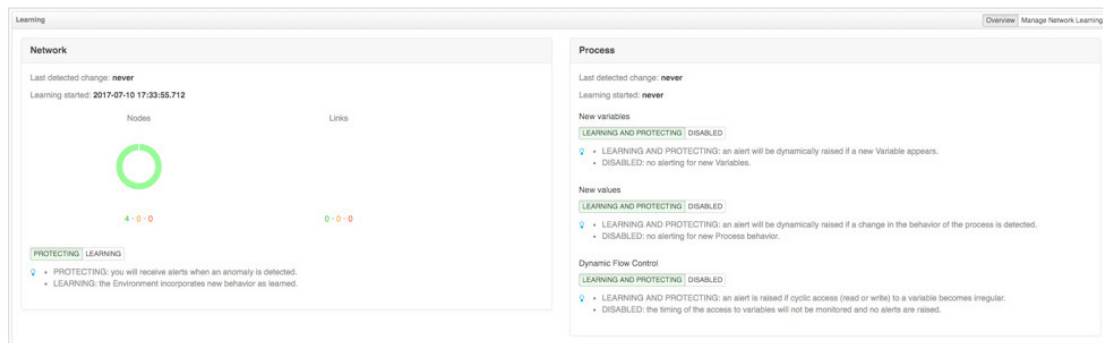 Learning
Overview Manage Network Learning
Network
Last detected change: never
Learning started: 2017-07-10 17:33:55.712
Nodes Links
4 - 0 - 0 0 - 0 - 0
PROTECTING LEARNING
• PROTECTING: you will receive alerts when an anomaly is detected.
• LEARNING: the Environment incorporates new behavior as learned.
Process
Last detected change: never
Learning started: never
New variables
LEARNING AND PROTECTING DISABLED
• LEARNING AND PROTECTING: an alert will be dynamically raised if a new Variable appears.
• DISABLED: no alerting for new Variables.
New values
LEARNING AND PROTECTING DISABLED
• LEARNING AND PROTECTING: an alert will be dynamically raised if a change in the behavior of the process is detected.
• DISABLED: no alerting for new Process behavior.
Dynamic Flow Control
LEARNING AND PROTECTING DISABLED
• LEARNING AND PROTECTING: an alert is raised if cyclic access (read or write) to a variable becomes irregular.
• DISABLED: the timing of the access to variables will not be monitored and no alerts are raised.